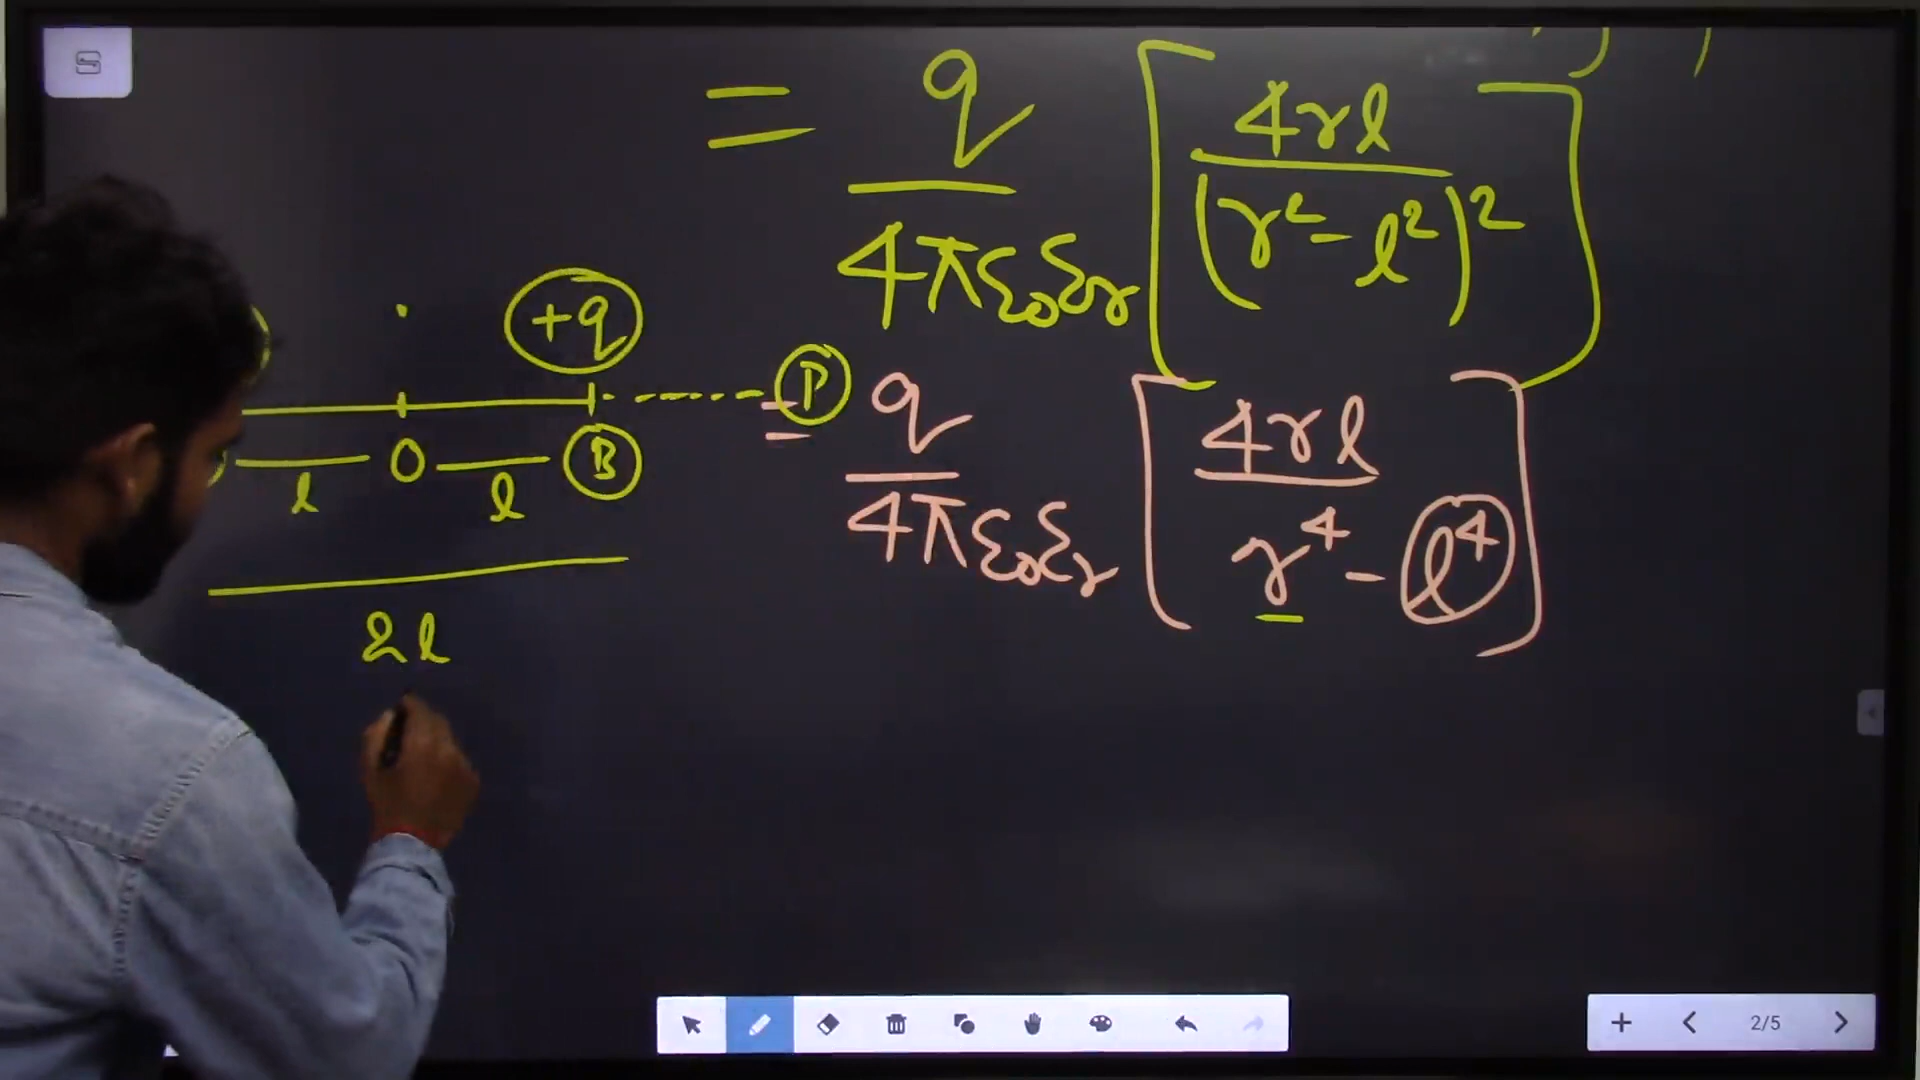 = q / 4πε₀εᵣ [ 4rl / (r² - l²)² ]
+q
P
= q / 4πε₀εᵣ [ 4rl / r⁴ - l⁴ ]
O B
l l
2l
2/5